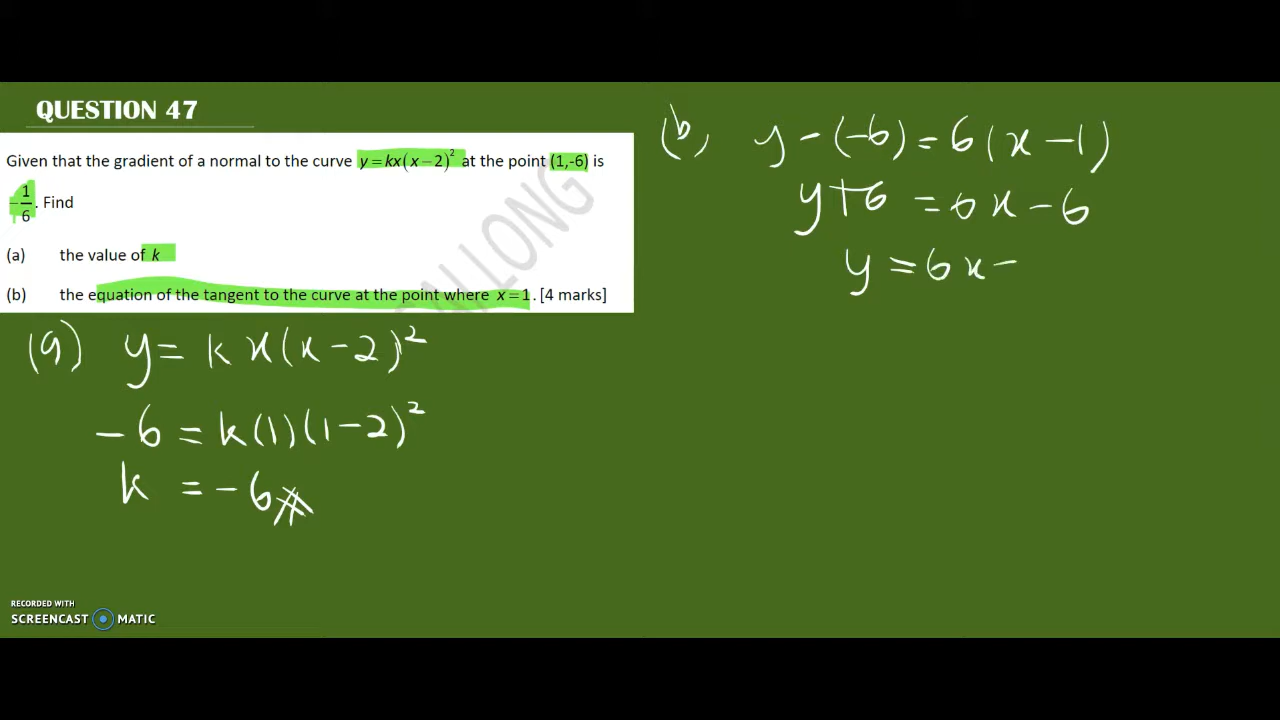 QUESTION 47
Given that the gradient of a normal to the curve y = kx(x − 2)² at the point (1,-6) is
−1/6. Find
(a) the value of k
(b) the equation of the tangent to the curve at the point where x = 1. [4 marks]
(a) y = k x (x − 2)²
− 6 = k (1) (1 − 2)²
k = − 6
(b) y − (−6) = 6 (x − 1)
y + 6 = 6x − 6
y = 6x −
LONG
RECORDED WITH
SCREENCAST MATIC